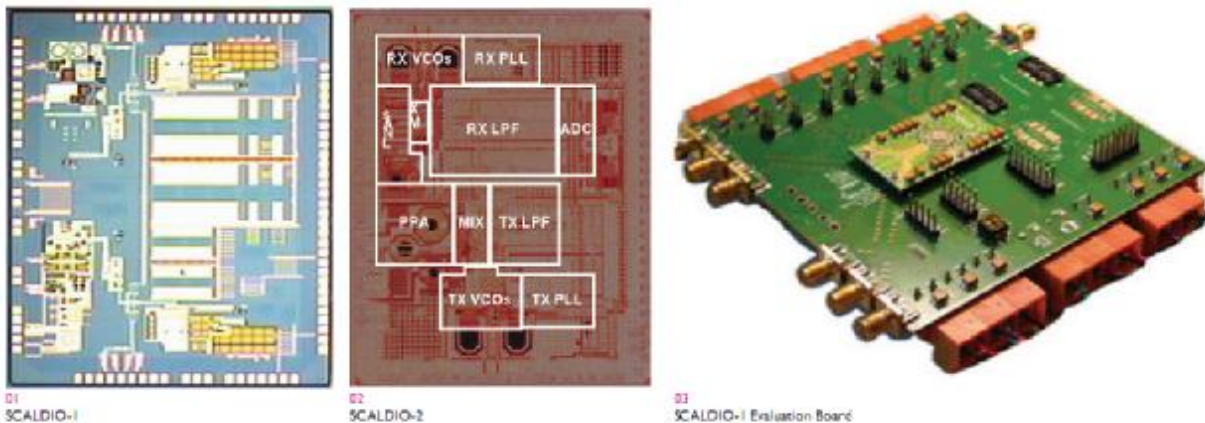 RX VCOs RX PLL
RX LPF ADC
PPA MIX TX LPF
TX VCOs TX PLL
01 02 03
SCALDIO-1 SCALDIO-2 SCALDIO-1 Evaluation Board